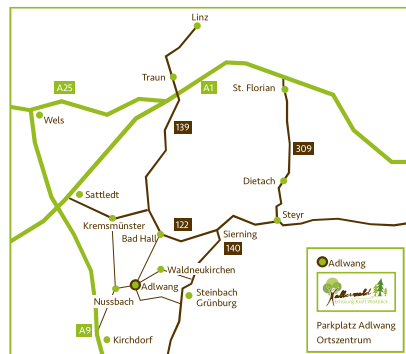 Linz
Traun
A25
A1
St. Florian
Wels
139
309
Dietach
Sattledt
Steyr
Kremsmünster
122
Bad Hall
Sierning
140
Waldneukirchen
Adlwang
Adlwang
Steinbach
Grünburg
Nussbach
A9
Kirchdorf
Parkplatz Adlwang
Ortszentrum